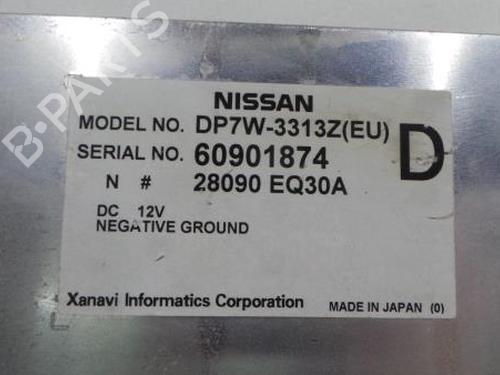 B-PARTS
NISSAN
MODEL NO. DP7W-3313Z(EU)
SERIAL NO. 60901874
D
N # 28090 EQ30A
DC 12V
NEGATIVE GROUND
Xanavi Informatics Corporation
MADE IN JAPAN (0)